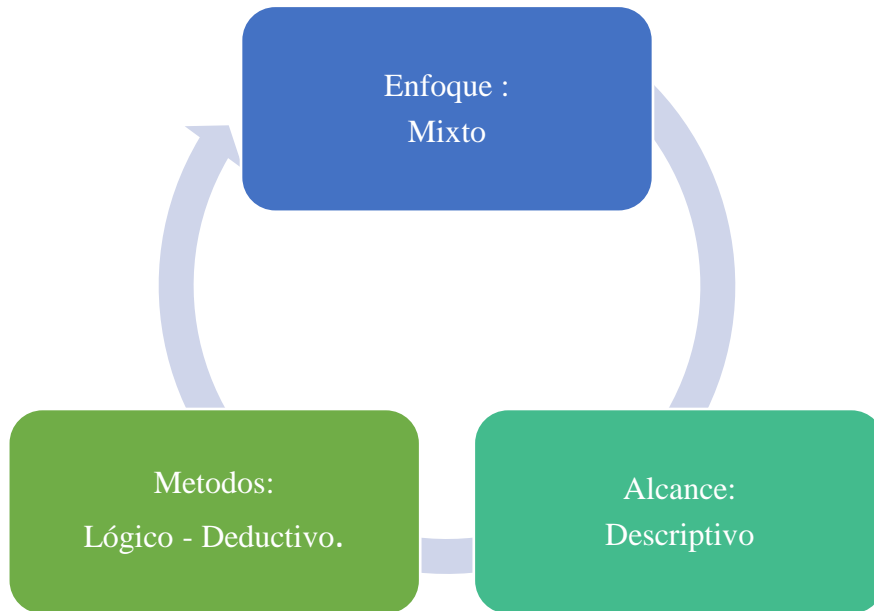 Enfoque :
Mixto
Alcance:
Descriptivo
Metodos:
Lógico - Deductivo.